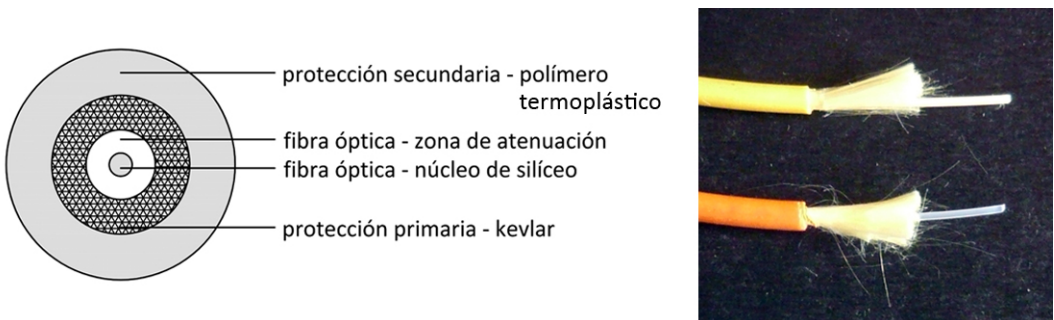 protección secundaria - polímero
termoplástico
fibra óptica - zona de atenuación
fibra óptica - núcleo de silíceo
protección primaria - kevlar